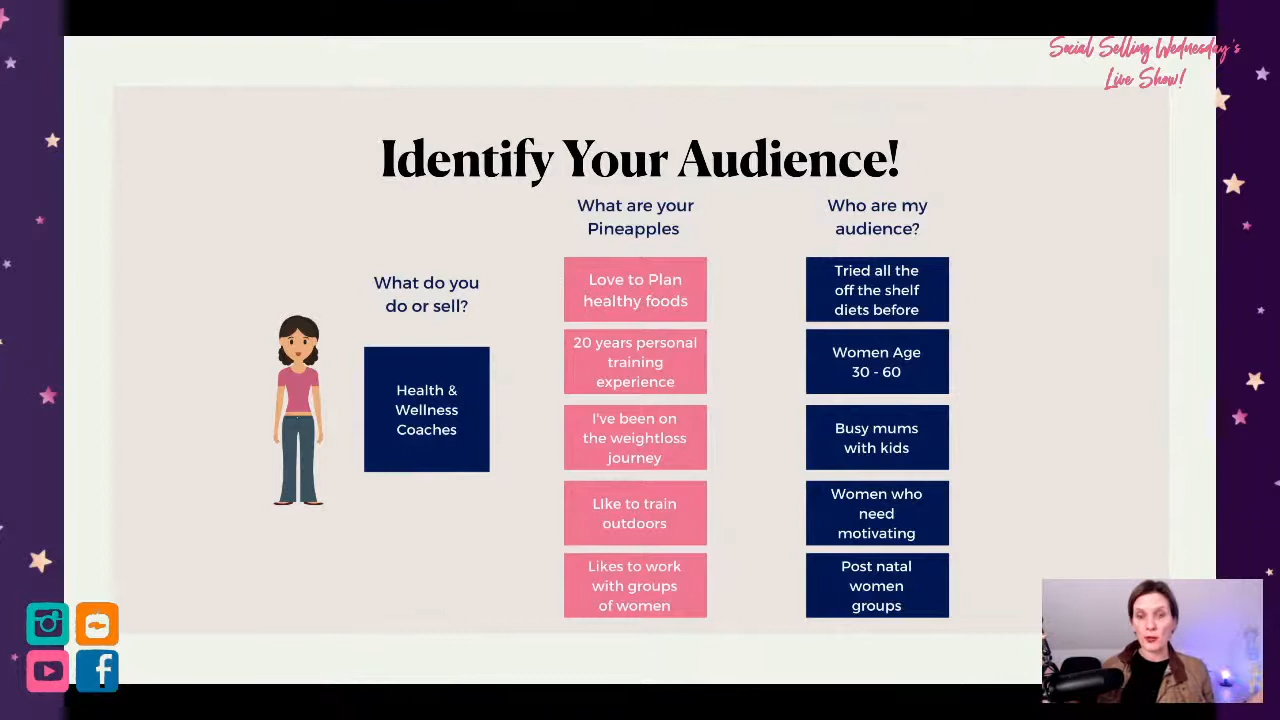 Social Selling Wednesday's
Live Show!
Identify Your Audience!
What do you
do or sell?
Health &
Wellness
Coaches
What are your
Pineapples
Love to Plan
healthy foods
20 years personal
training
experience
I've been on
the weightloss
journey
LIke to train
outdoors
Likes to work
with groups
of women
Who are my
audience?
Tried all the
off the shelf
diets before
Women Age
30 - 60
Busy mums
with kids
Women who
need
motivating
Post natal
women
groups